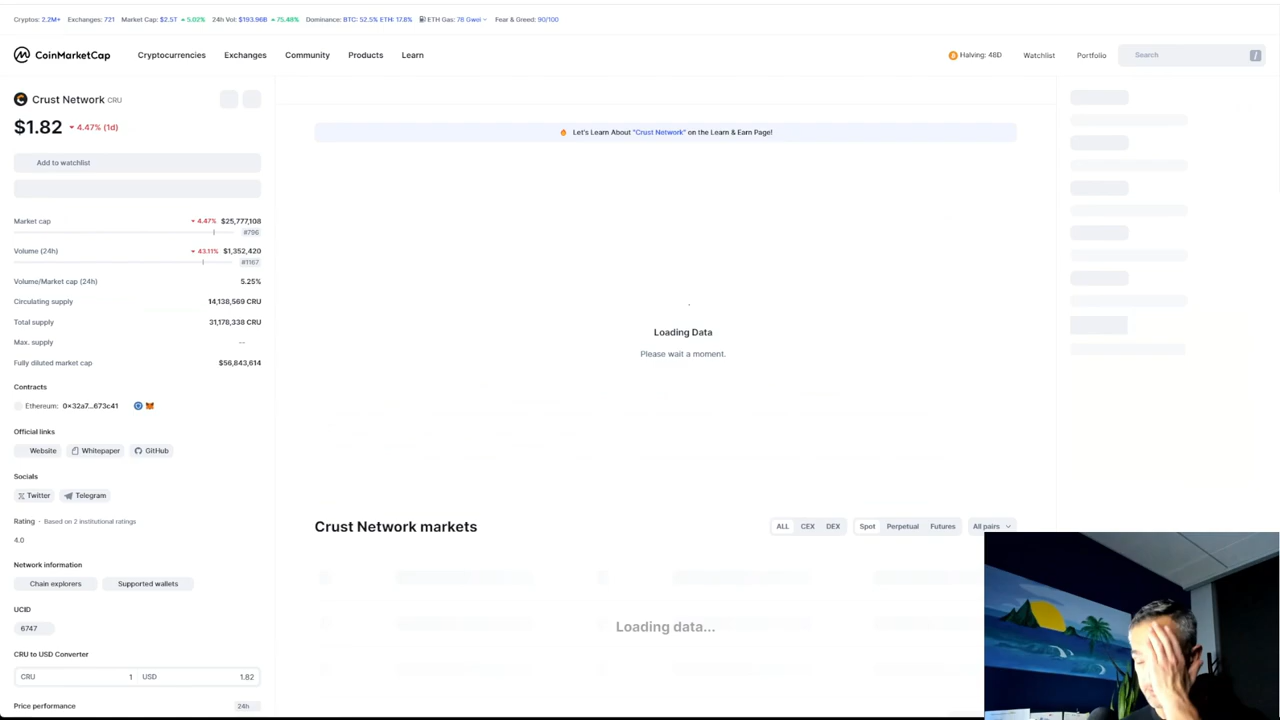 Cryptos: 2.2M+ Exchanges: 721 Market Cap: $2.5T 5.02% 24h Vol: $193.96B 75.48% Dominance: BTC: 52.5% ETH: 17.8% ETH Gas: 78 Gwei Fear & Greed: 90/100
CoinMarketCap Cryptocurrencies Exchanges Community Products Learn Halving: 48D Watchlist Portfolio Search /
Crust Network CRU
$1.82 4.47% (1d)
Let's Learn About "Crust Network" on the Learn & Earn Page!
Add to watchlist
Market cap 4.47% $25,777,108
#796
Volume (24h) 43.11% $1,352,420
#1167
Volume/Market cap (24h) 5.25%
Circulating supply 14,138,569 CRU
Total supply 31,178,338 CRU
Max. supply --
Fully diluted market cap $56,843,614
Loading Data
Please wait a moment.
Contracts
Ethereum: 0x32a7...673c41
Official links
Website Whitepaper GitHub
Socials
Twitter Telegram
Rating · Based on 2 institutional ratings
4.0
Network information
Chain explorers Supported wallets
UCID
6747
CRU to USD Converter
CRU 1 USD 1.82
Price performance 24h
Crust Network markets ALL CEX DEX Spot Perpetual Futures All pairs
Loading data...